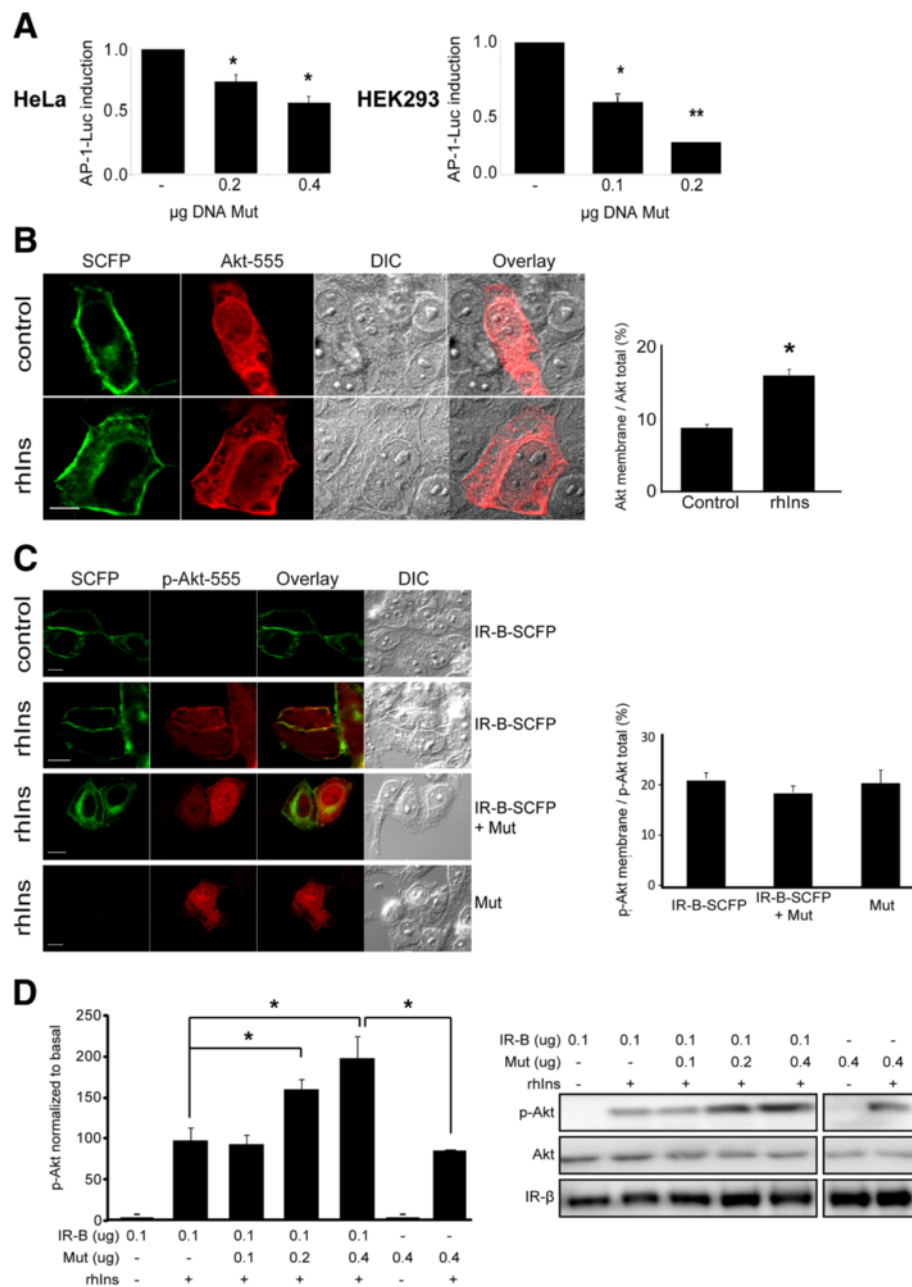 A
HeLa
AP-1-Luc induction
1.0
0.5
0.0
*
*
- 0.2 0.4
µg DNA Mut
HEK293
AP-1-Luc induction
1.0
0.5
0.0
*
**
- 0.1 0.2
µg DNA Mut
B
SCFP Akt-555 DIC Overlay
control
rhIns
Akt membrane / Akt total (%)
20
10
0
*
Control rhIns
C
SCFP p-Akt-555 Overlay DIC
control
IR-B-SCFP
rhIns
IR-B-SCFP
rhIns
IR-B-SCFP
+ Mut
rhIns
Mut
p-Akt membrane / p-Akt total (%)
30
20
10
0
IR-B-SCFP IR-B-SCFP Mut
+ Mut
D
p-Akt normalized to basal
250
200
150
100
50
0
*
*
*
IR-B (ug) 0.1 0.1 0.1 0.1 0.1 - -
Mut (ug) - - 0.1 0.2 0.4 0.4 0.4
rhIns - + + + + - +
IR-B (ug) 0.1 0.1 0.1 0.1 0.1 - -
Mut (ug) - - 0.1 0.2 0.4 0.4 0.4
rhIns - + + + + - +
p-Akt
Akt
IR-β